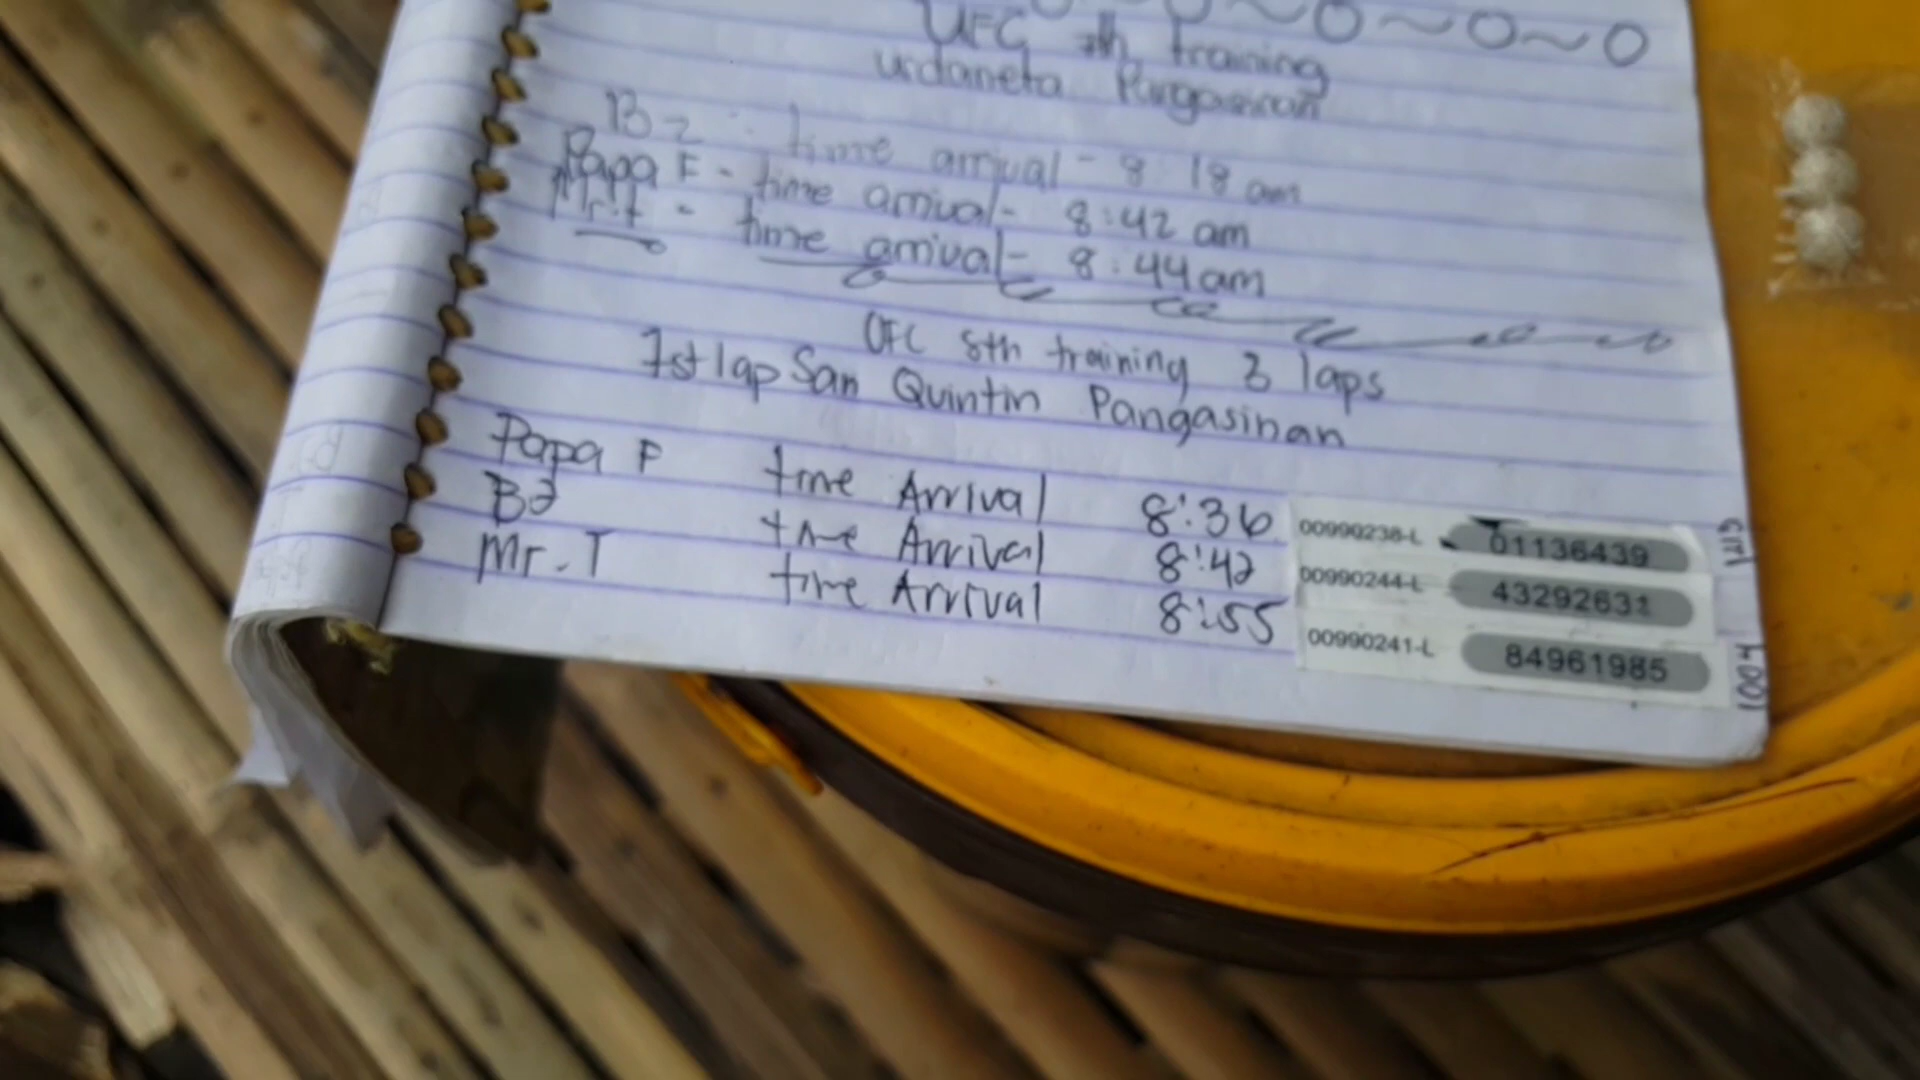 UFC 7th training
urdaneta Pangasinan
B2 : time arrival - 8:18 am
Papa F - time arrival - 8:42 am
Mr. t - time arrival - 8:44 am
UFC 8th training 3 laps
1st lap San Quintin Pangasinan
Papa F time Arrival 8:36
B2 time Arrival 8:42
Mr. T time Arrival 8:55
00990238-L 01136439
00990244-L 43292631
00990241-L 84961985